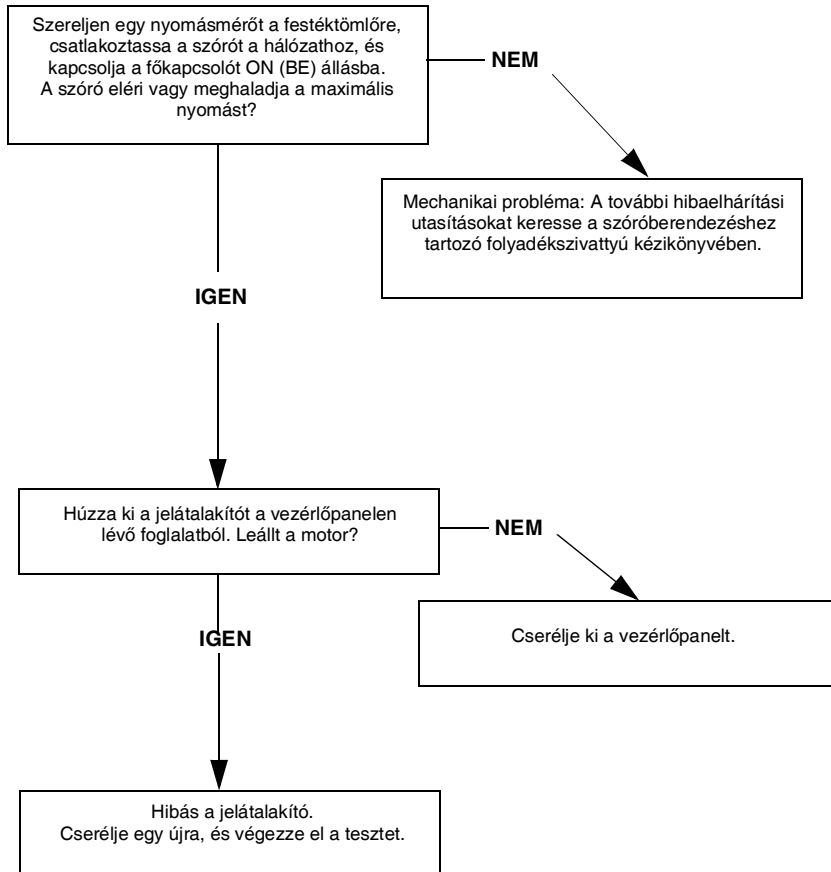 Szereljen egy nyomásmérőt a festéktömlőre,
csatlakoztassa a szórót a hálózathoz, és
kapcsolja a főkapcsolót ON (BE) állásba.
A szóró eléri vagy meghaladja a maximális
nyomást?
NEM
Mechanikai probléma: A további hibaelhárítási
utasításokat keresse a szóróberendezéshez
tartozó folyadékszivattyú kézikönyvében.
IGEN
Húzza ki a jelátalakítót a vezérlőpanelen
lévő foglalatból. Leállt a motor?
NEM
Cserélje ki a vezérlőpanelt.
IGEN
Hibás a jelátalakító.
Cserélje egy újra, és végezze el a tesztet.